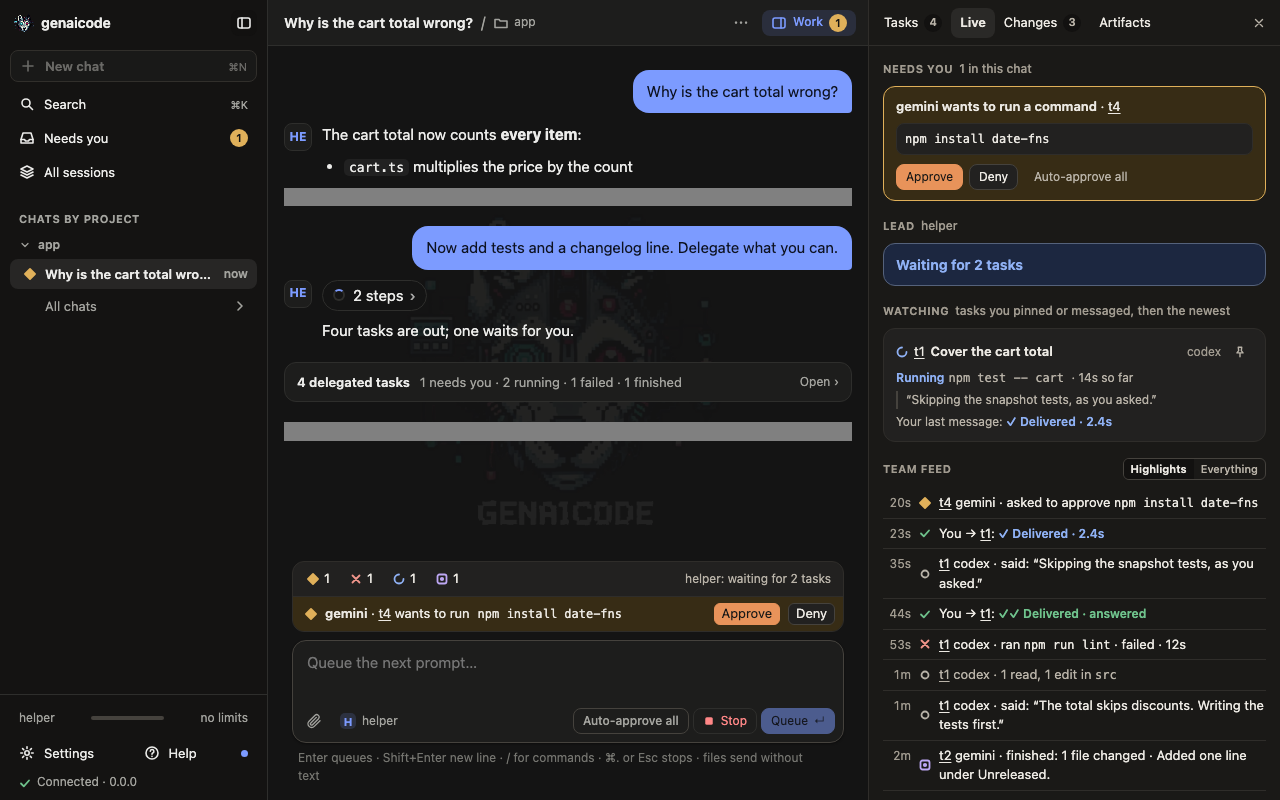 genaicode
New chat ⌘N
Search ⌘K
Needs you 1
All sessions
CHATS BY PROJECT
app
Why is the cart total wro... now
All chats
helper no limits
Settings Help
Connected · 0.0.0
Why is the cart total wrong? / app
··· Work 1
Why is the cart total wrong?
HE The cart total now counts every item:
• cart.ts multiplies the price by the count
Now add tests and a changelog line. Delegate what you can.
HE 2 steps ›
Four tasks are out; one waits for you.
4 delegated tasks 1 needs you · 2 running · 1 failed · 1 finished Open ›
GENAICODE
1 1 1 1 helper: waiting for 2 tasks
gemini · t4 wants to run npm install date-fns Approve Deny
Queue the next prompt...
H helper Auto-approve all Stop Queue ↵
Enter queues · Shift+Enter new line · / for commands · ⌘. or Esc stops · files send without
text
Tasks 4 Live Changes 3 Artifacts ×
NEEDS YOU 1 in this chat
gemini wants to run a command · t4
npm install date-fns
Approve Deny Auto-approve all
LEAD helper
Waiting for 2 tasks
WATCHING tasks you pinned or messaged, then the newest
t1 Cover the cart total codex
Running npm test -- cart · 14s so far
“Skipping the snapshot tests, as you asked.”
Your last message: ✓ Delivered · 2.4s
TEAM FEED Highlights Everything
20s t4 gemini · asked to approve npm install date-fns
23s You → t1: ✓ Delivered · 2.4s
35s t1 codex · said: “Skipping the snapshot tests, as you
asked.”
44s You → t1: ✓✓ Delivered · answered
53s t1 codex · ran npm run lint · failed · 12s
1m t1 codex · 1 read, 1 edit in src
1m t1 codex · said: “The total skips discounts. Writing the
tests first.”
2m t2 gemini · finished: 1 file changed · Added one line
under Unreleased.